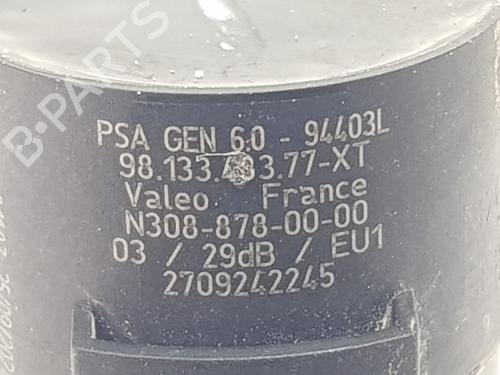 PSA GEN 6.0 - 94403L
98.133.433.77-XT
Valeo France
N308-878-00-00
03 / 29dB / EU1
2709242245
B-PARTS